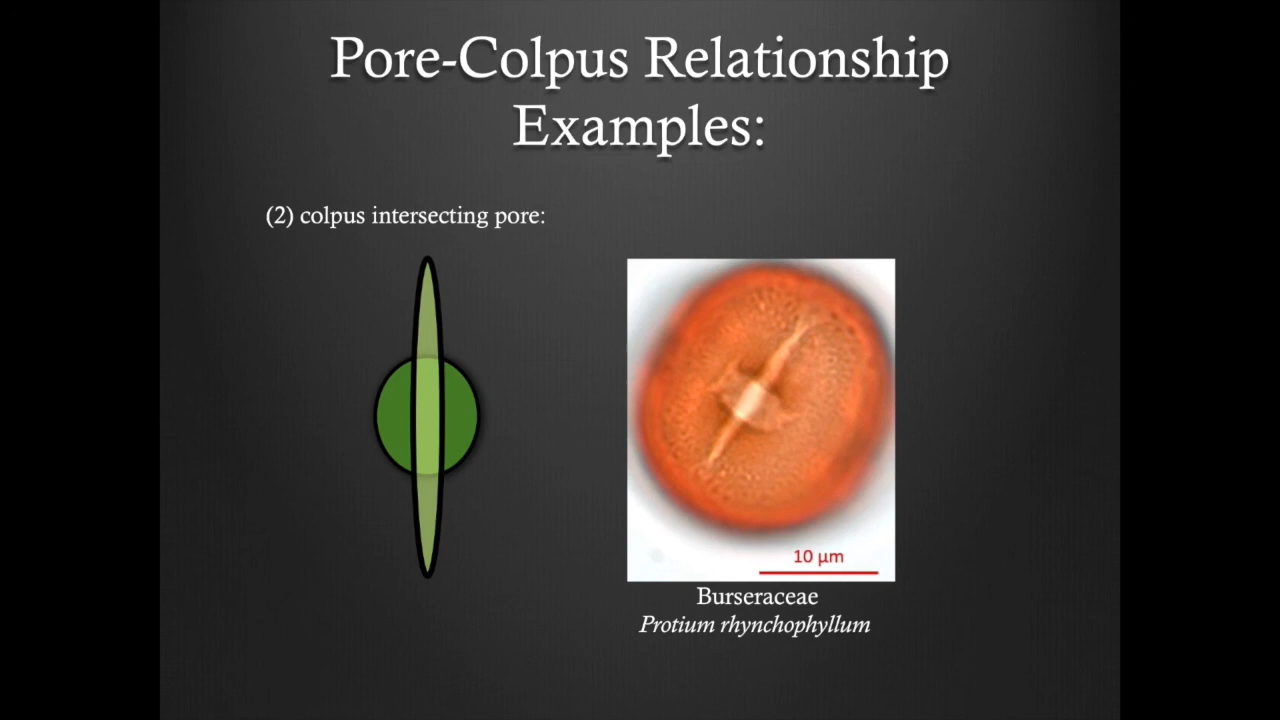 Pore-Colpus Relationship
Examples:
(2) colpus intersecting pore:
10 µm
Burseraceae
Protium rhynchophyllum